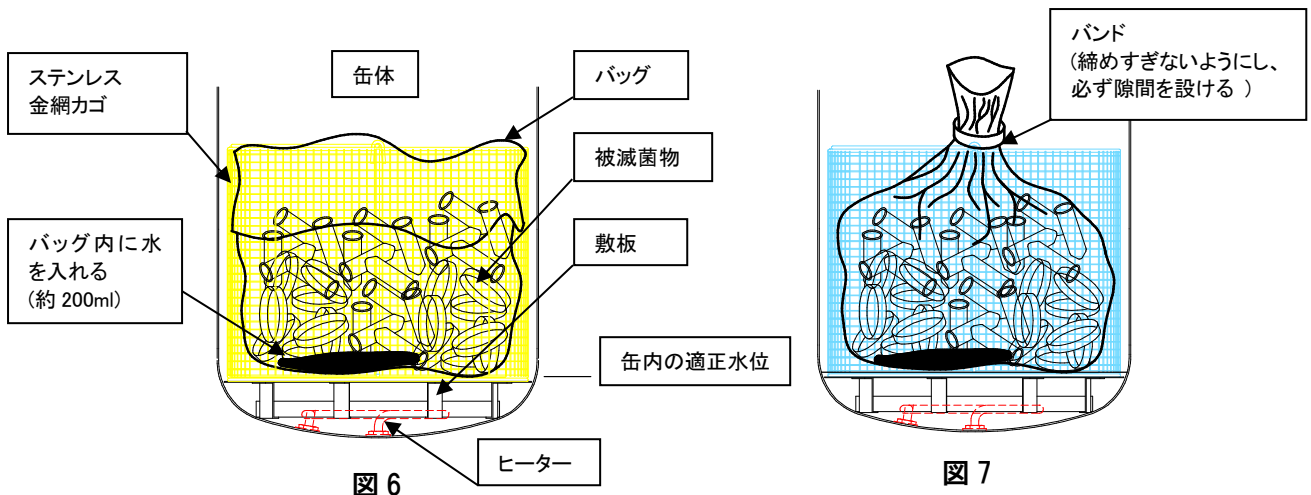 ステンレス
金網カゴ
缶体
バッグ
バンド
(締めすぎないようにし、
必ず隙間を設ける )
被滅菌物
バッグ内に水
を入れる
(約 200ml)
敷板
缶内の適正水位
ヒーター
図 6
図 7